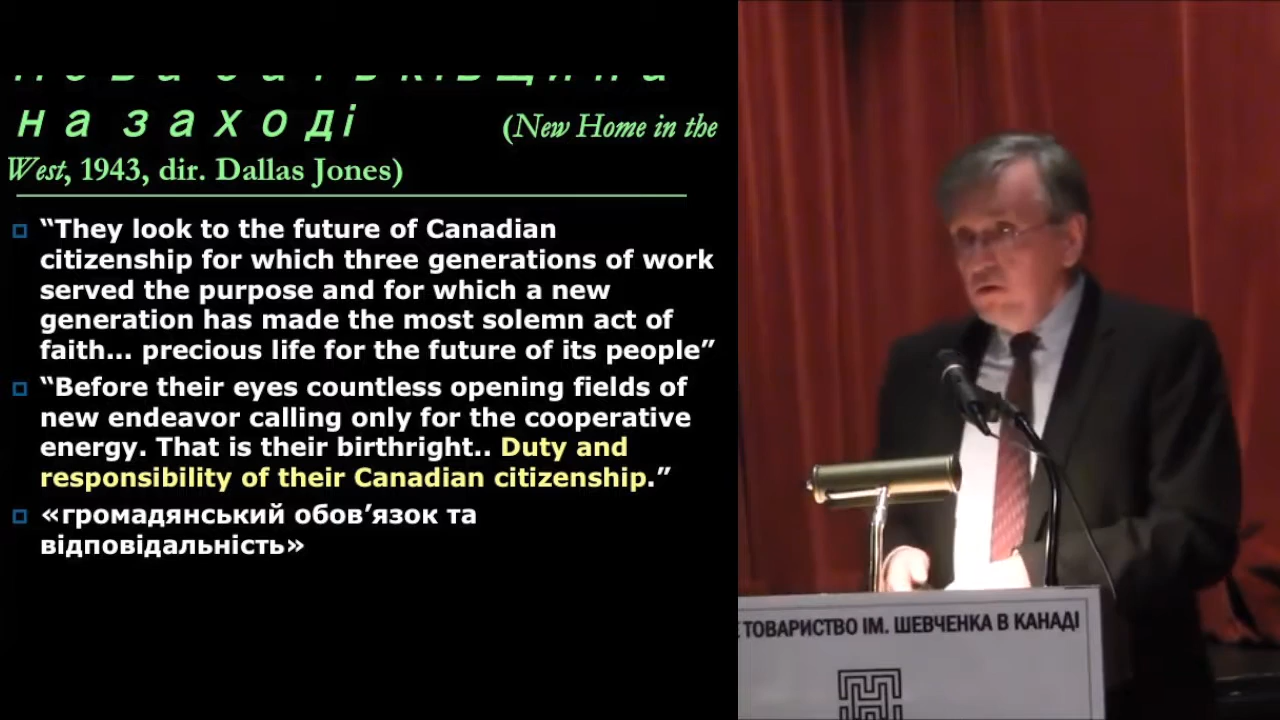 на заході (New Home in the
West, 1943, dir. Dallas Jones)
“They look to the future of Canadian
citizenship for which three generations of work
served the purpose and for which a new
generation has made the most solemn act of
faith... precious life for the future of its people”
“Before their eyes countless opening fields of
new endeavor calling only for the cooperative
energy. That is their birthright.. Duty and
responsibility of their Canadian citizenship.”
«громадянський обов’язок та
відповідальність»
ТОВАРИСТВО ІМ. ШЕВЧЕНКА В КАНАДІ